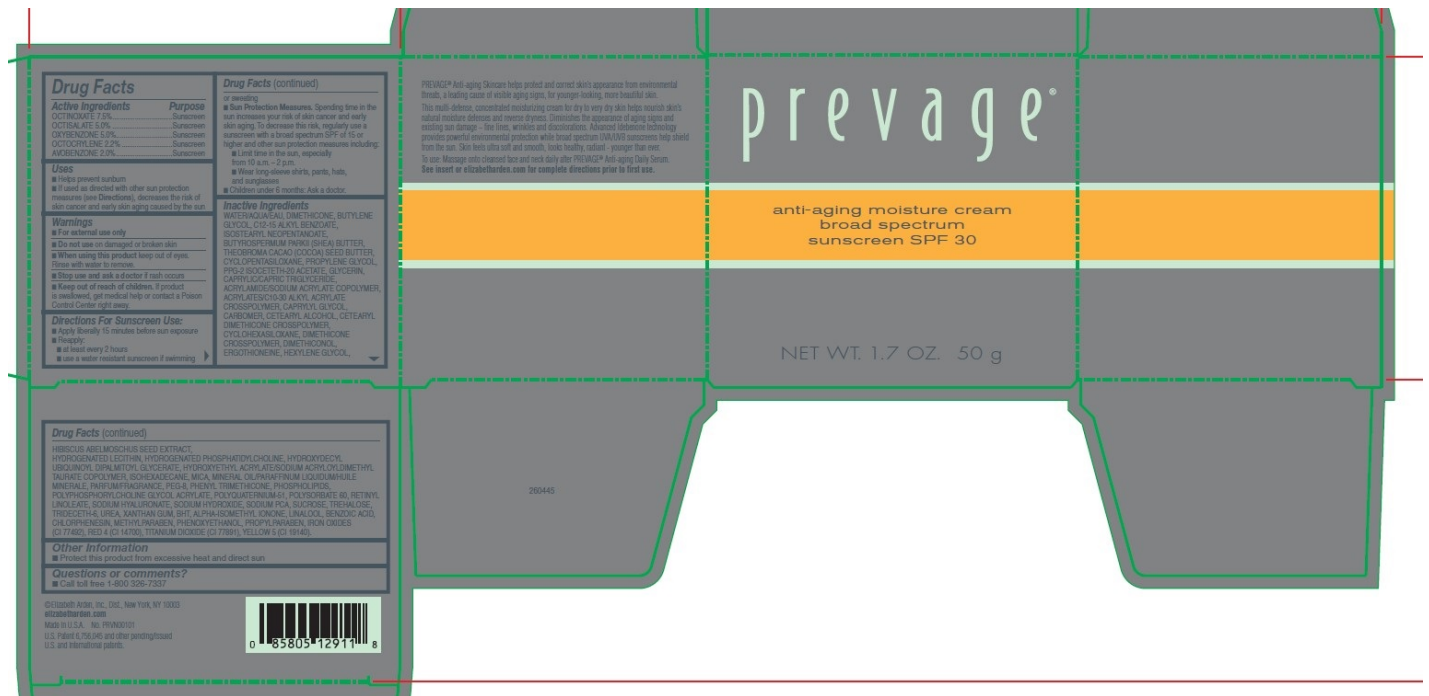 Drug Facts
Active Ingredients Purpose
OCTINOXATE 7.5%......Sunscreen
OCTISALATE 5.0%......Sunscreen
OXYBENZONE 5.0%......Sunscreen
OCTOCRYLENE 2.2%......Sunscreen
AVOBENZONE 2.0%......Sunscreen
Uses
■ Helps prevent sunburn
■ If used as directed with other sun protection
measures (see Directions), decreases the risk of
skin cancer and early skin aging caused by the sun
Warnings
■ For external use only
■ Do not use on damaged or broken skin
■ When using this product keep out of eyes.
Rinse with water to remove.
■ Stop use and ask a doctor if rash occurs
■ Keep out of reach of children. If product
is swallowed, get medical help or contact a Poison
Control Center right away.
Directions For Sunscreen Use:
■ Apply liberally 15 minutes before sun exposure
■ Reapply:
■ at least every 2 hours
■ use a water resistant sunscreen if swimming
Drug Facts (continued)
or sweating
■ Sun Protection Measures. Spending time in the
sun increases your risk of skin cancer and early
skin aging. To decrease this risk, regularly use a
sunscreen with a broad spectrum SPF of 15 or
higher and other sun protection measures including:
■ Limit time in the sun, especially
from 10 a.m. – 2 p.m.
■ Wear long-sleeve shirts, pants, hats,
and sunglasses
■ Children under 6 months: Ask a doctor.
Inactive Ingredients
WATER/AQUA/EAU, DIMETHICONE, BUTYLENE
GLYCOL, C12-15 ALKYL BENZOATE,
ISOSTEARYL NEOPENTANOATE,
BUTYROSPERMUM PARKII (SHEA) BUTTER,
THEOBROMA CACAO (COCOA) SEED BUTTER,
CYCLOPENTASILOXANE, PROPYLENE GLYCOL,
PPG-2 ISOCETETH-20 ACETATE, GLYCERIN,
CAPRYLIC/CAPRIC TRIGLYCERIDE,
ACRYLAMIDE/SODIUM ACRYLATE COPOLYMER,
ACRYLATES/C10-30 ALKYL ACRYLATE
CROSSPOLYMER, CAPRYLYL GLYCOL,
CARBOMER, CETEARYL ALCOHOL, CETEARYL
DIMETHICONE CROSSPOLYMER,
CYCLOHEXASILOXANE, DIMETHICONE
CROSSPOLYMER, DIMETHICONOL,
ERGOTHIONEINE, HEXYLENE GLYCOL,
PREVAGE® Anti-aging Skincare helps protect and correct skin's appearance from environmental
threats, a leading cause of visible aging signs, for younger-looking, more beautiful skin.
This multi-defense, concentrated moisturizing cream for dry to very dry skin helps nourish skin's
natural moisture defenses and reverse dryness. Diminishes the appearance of aging signs and
existing sun damage – fine lines, wrinkles and discolorations. Advanced Idebenone technology
provides powerful environmental protection while broad spectrum UVA/UVB sunscreens help shield
from the sun. Skin feels ultra soft and smooth, looks healthy, radiant - younger than ever.
To use: Massage onto cleansed face and neck daily after PREVAGE® Anti-aging Daily Serum.
See insert or elizabetharden.com for complete directions prior to first use.
prevage®
anti-aging moisture cream
broad spectrum
sunscreen SPF 30
NET WT. 1.7 OZ. 50 g
Drug Facts (continued)
HIBISCUS ABELMOSCHUS SEED EXTRACT,
HYDROGENATED LECITHIN, HYDROGENATED PHOSPHATIDYLCHOLINE, HYDROXYDECYL
UBIQUINOYL DIPALMITOYL GLYCERATE, HYDROXYETHYL ACRYLATE/SODIUM ACRYLOYLDIMETHYL
TAURATE COPOLYMER, ISOHEXADECANE, MICA, MINERAL OIL/PARAFFINUM LIQUIDUM/HUILE
MINERALE, PARFUM/FRAGRANCE, PEG-8, PHENYL TRIMETHICONE, PHOSPHOLIPIDS,
POLYPHOSPHORYLCHOLINE GLYCOL ACRYLATE, POLYQUATERNIUM-51, POLYSORBATE 60, RETINYL
LINOLEATE, SODIUM HYALURONATE, SODIUM HYDROXIDE, SODIUM PCA, SUCROSE, TREHALOSE,
TRIDECETH-6, UREA, XANTHAN GUM, BHT, ALPHA-ISOMETHYL IONONE, LINALOOL, BENZOIC ACID,
CHLORPHENESIN, METHYLPARABEN, PHENOXYETHANOL, PROPYLPARABEN, IRON OXIDES
(CI 77492), RED 4 (CI 14700), TITANIUM DIOXIDE (CI 77891), YELLOW 5 (CI 19140).
Other Information
■ Protect this product from excessive heat and direct sun
Questions or comments?
■ Call toll free 1-800 326-7337
©Elizabeth Arden, Inc., Dist., New York, NY 10003
elizabetharden.com
Made in U.S.A. No. PRVN00101
U.S. Patent 6,756,045 and other pending/issued
U.S. and international patents.
0 85805 12911 8
260445